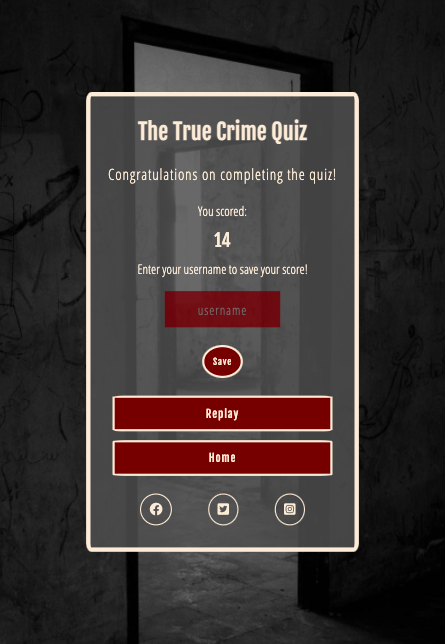 The True Crime Quiz
Congratulations on completing the quiz!
You scored:
14
Enter your username to save your score!
username
Save
Replay
Home